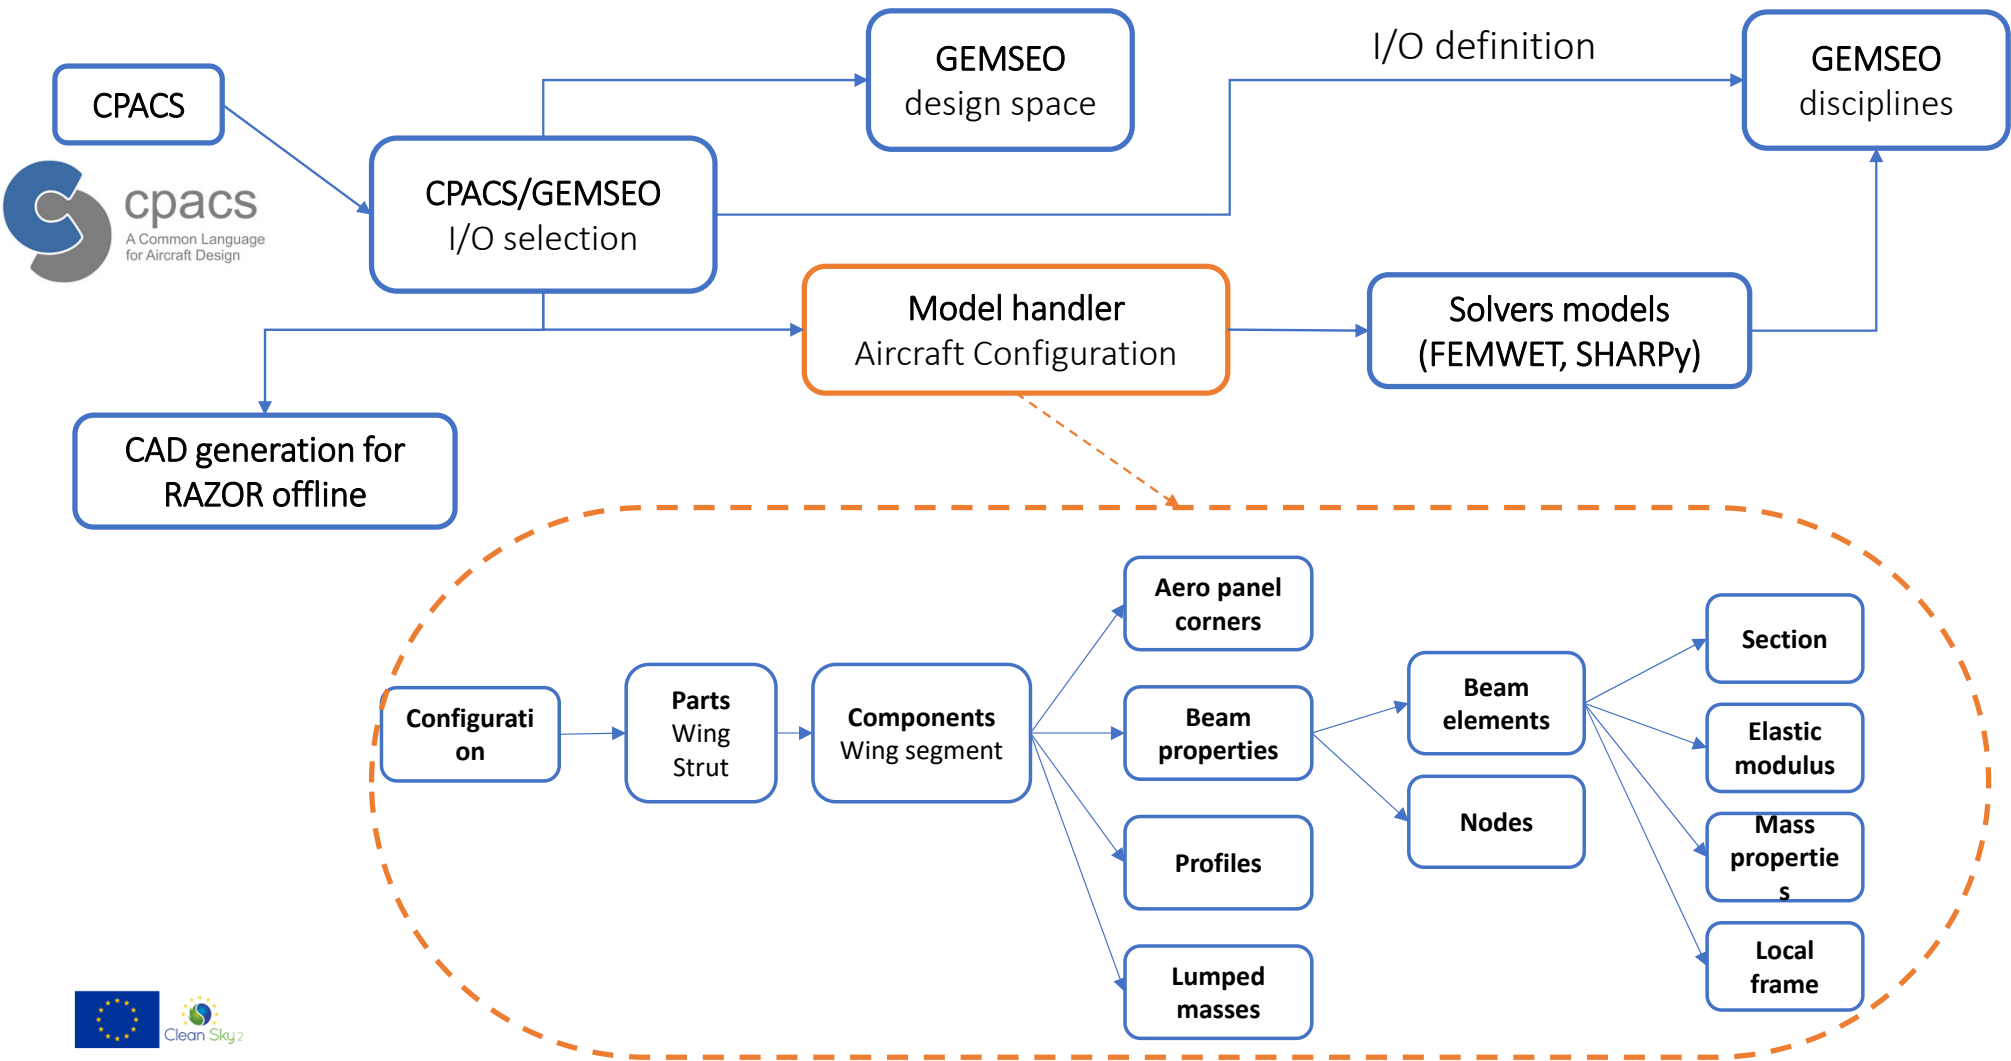 CPACS
cpacs
A Common Language
for Aircraft Design
CPACS/GEMSEO
I/O selection
GEMSEO
design space
I/O definition
GEMSEO
disciplines
Model handler
Aircraft Configuration
Solvers models
(FEMWET, SHARPy)
CAD generation for
RAZOR offline
Configurati
on
Parts
Wing
Strut
Components
Wing segment
Aero panel
corners
Beam
properties
Profiles
Lumped
masses
Beam
elements
Nodes
Section
Elastic
modulus
Mass
propertie
s
Local
frame
Clean Sky2